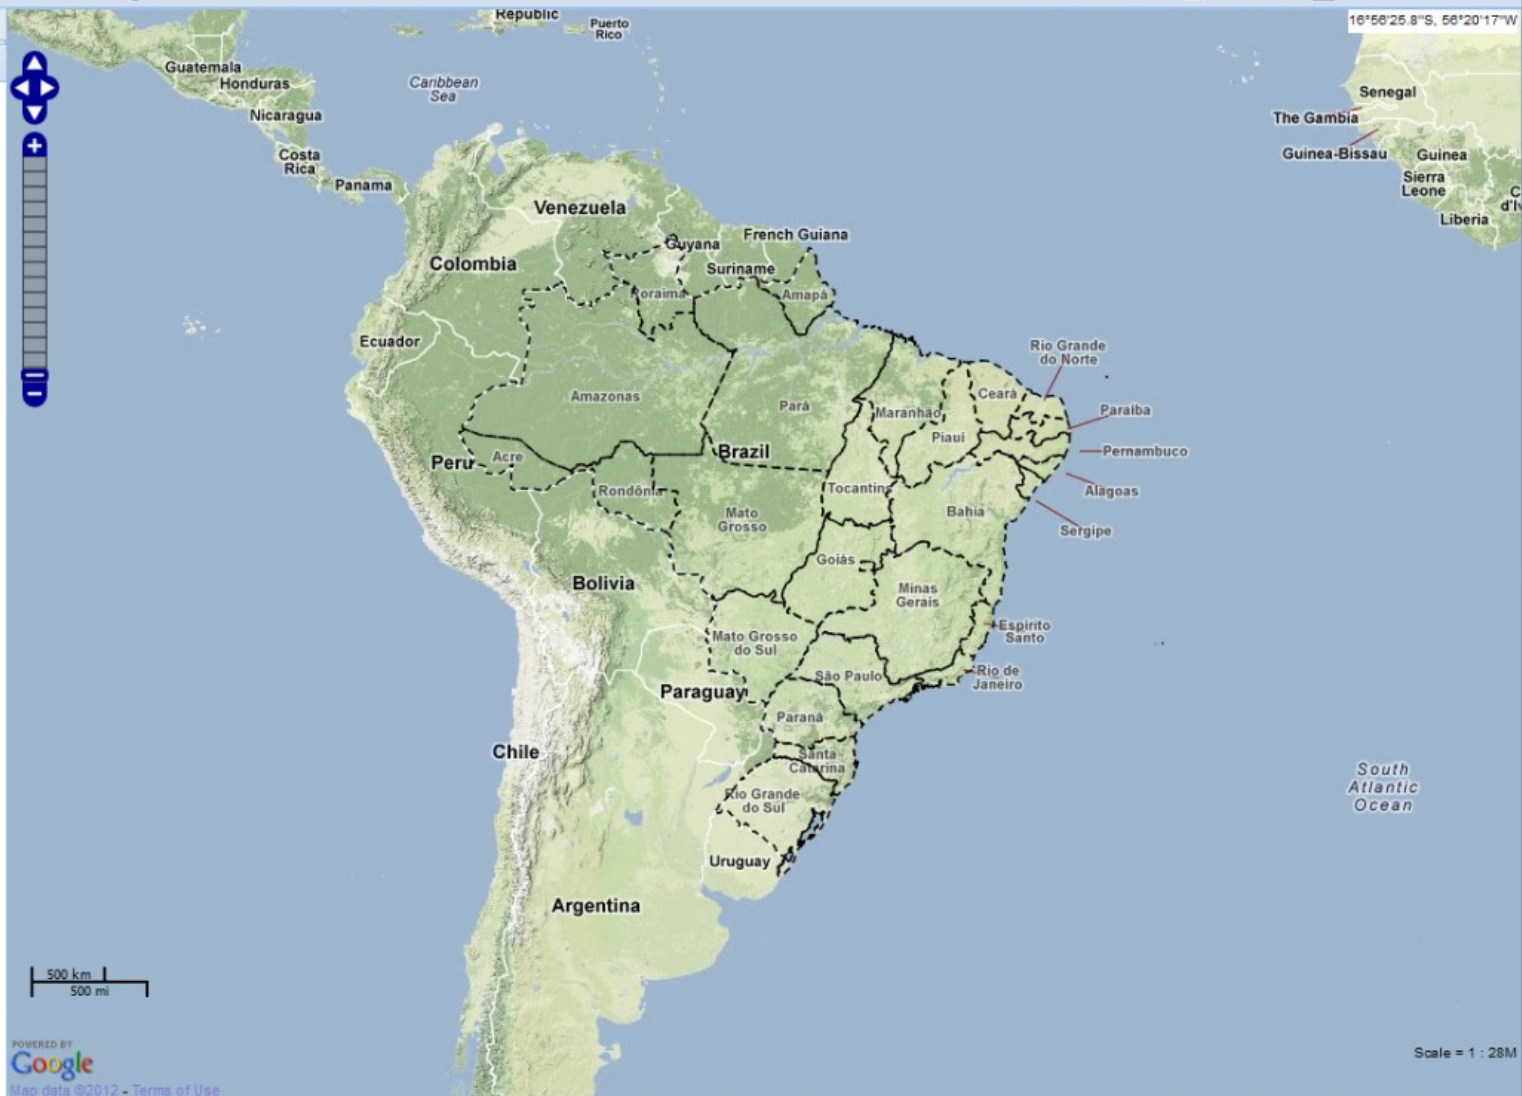 Republic
Puerto
Rico
16°56'25.8"S, 56°20'17"W
Guatemala
Honduras
Caribbean
Sea
Nicaragua
Senegal
The Gambia
Costa
Rica
Guinea-Bissau
Guinea
Panama
Sierra
Leone
C
d'Iv
Liberia
Venezuela
French Guiana
Guyana
Colombia
Suriname
Roraima
Amapá
Ecuador
Rio Grande
do Norte
Amazonas
Pará
Maranhão
Ceará
Paraíba
Piauí
Peru
Acre
Brazil
Pernambuco
Rondônia
Tocantins
Alagoas
Mato
Grosso
Bahia
Sergipe
Goiás
Bolivia
Minas
Gerais
Mato Grosso
do Sul
Espírito
Santo
São Paulo
Rio de
Janeiro
Paraguay
Paraná
Chile
Santa
Catarina
South
Atlantic
Ocean
Rio Grande
do Sul
Uruguay
Argentina
500 km
500 mi
POWERED BY
Google
Scale = 1 : 28M
Map data ©2012 - Terms of Use